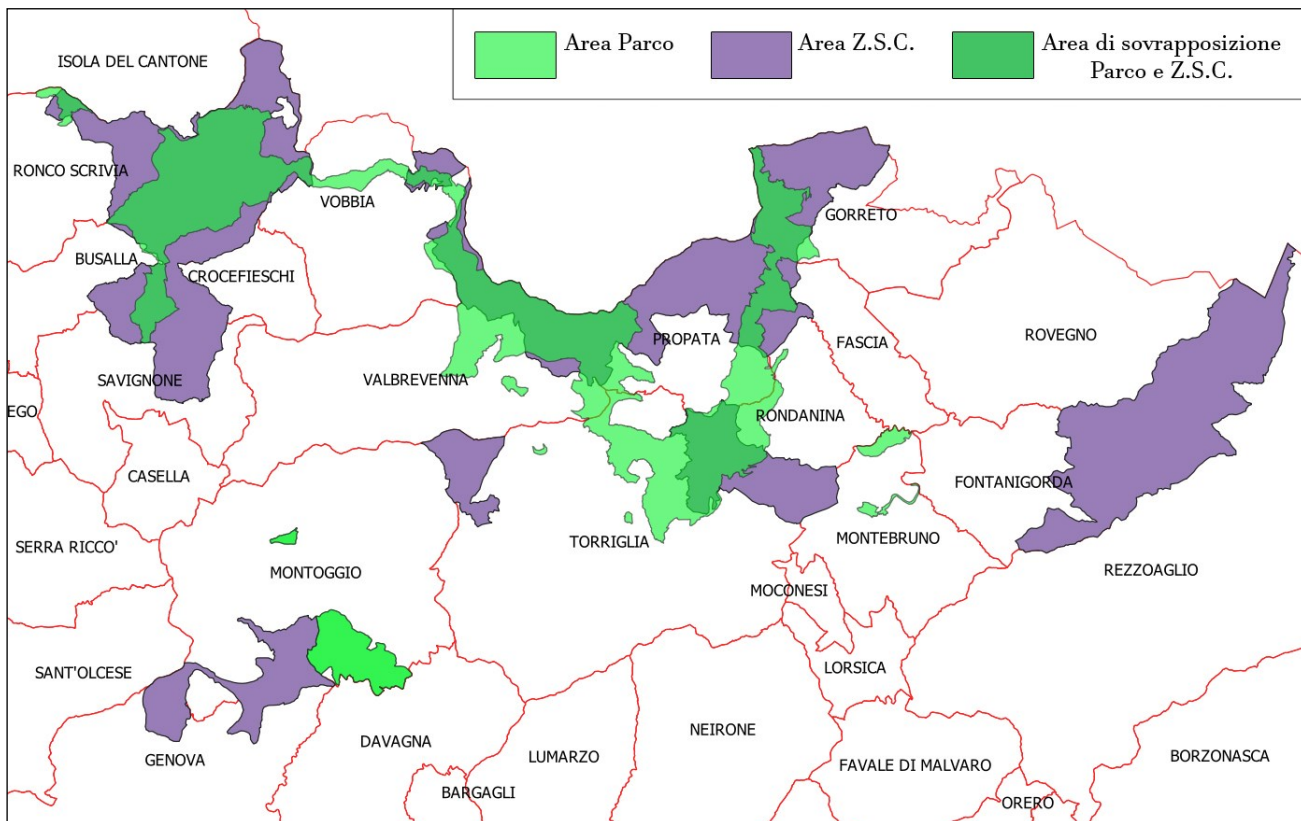 Area Parco
Area Z.S.C.
Area di sovrapposizione
Parco e Z.S.C.
ISOLA DEL CANTONE
RONCO SCRIVIA
VOBBIA
GORRETO
BUSALLA
CROCEFIESCHI
ROVEGNO
PROPATA
FASCIA
SAVIGNONE
VALBREVENNA
EGO
RONDANINA
CASELLA
FONTANIGORDA
SERRA RICCO'
TORRIGLIA
MONTEBRUNO
MONTOGGIO
REZZOAGLIO
MOCONESI
SANT'OLCESE
LORSICA
NEIRONE
DAVAGNA
LUMARZO
GENOVA
BORZONASCA
FAVALE DI MALVARO
BARGAGLI
ORERO